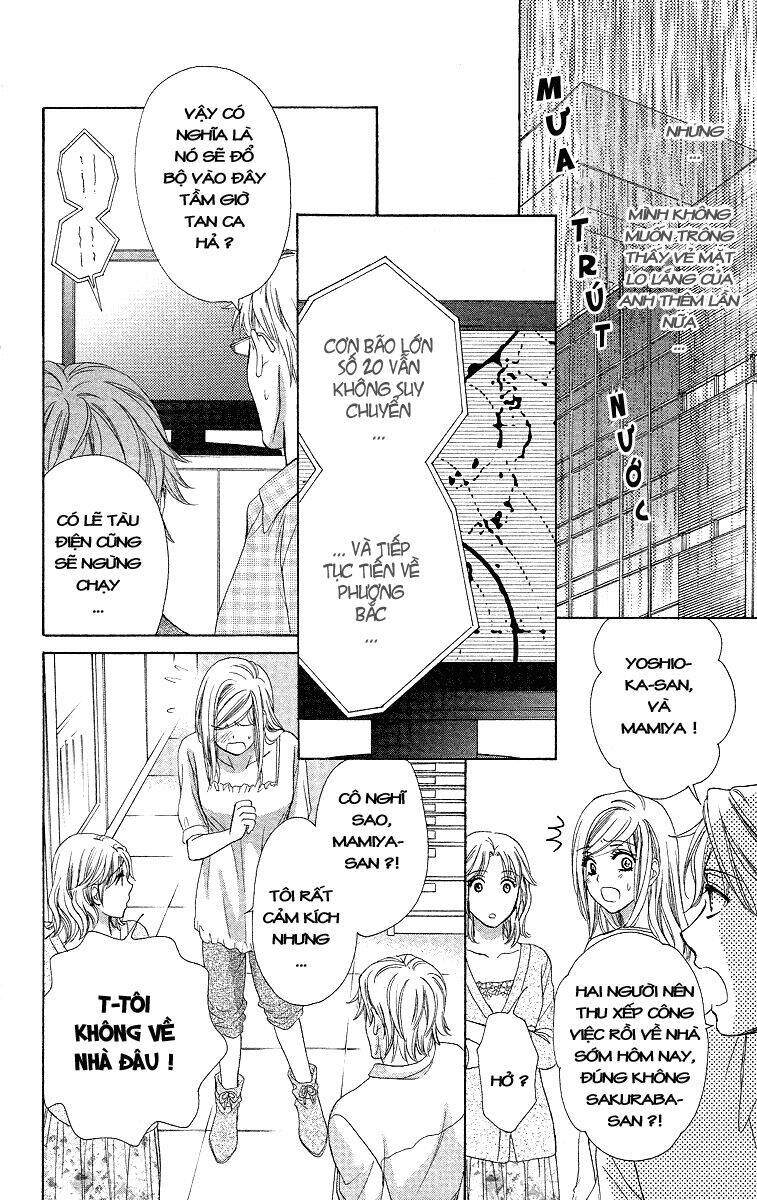 NHƯNG
...
MÌNH KHÔNG
MUỐN TRÔNG
THẤY VẺ MẶT
LO LẮNG CỦA
ANH THÊM LẦN
NỮA
...
MƯA TRÚT NƯỚC
CƠN BÃO LỚN
SỐ 20 VẪN
KHÔNG SUY
CHUYỂN
...
... VÀ TIẾP
TỤC TIẾN VỀ
PHƯƠNG
BẮC
...
VẬY CÓ
NGHĨA LÀ
NÓ SẼ ĐỔ
BỘ VÀO ĐÂY
TẦM GIỜ
TAN CA
HẢ ?
CÓ LẼ TÀU
ĐIỆN CŨNG
SẼ NGỪNG
CHẠY
...
YOSHIO-
KA-SAN,
VÀ
MAMIYA !
HAI NGƯỜI NÊN
THU XẾP CÔNG
VIỆC RỒI VỀ NHÀ
SỚM HÔM NAY,
ĐÚNG KHÔNG
SAKURABA-
SAN ?!
HỞ ?
CÔ NGHĨ
SAO,
MAMIYA-
SAN ?!
TÔI RẤT
CẢM KÍCH
NHƯNG
...
T-TÔI
KHÔNG VỀ
NHÀ ĐÂU !